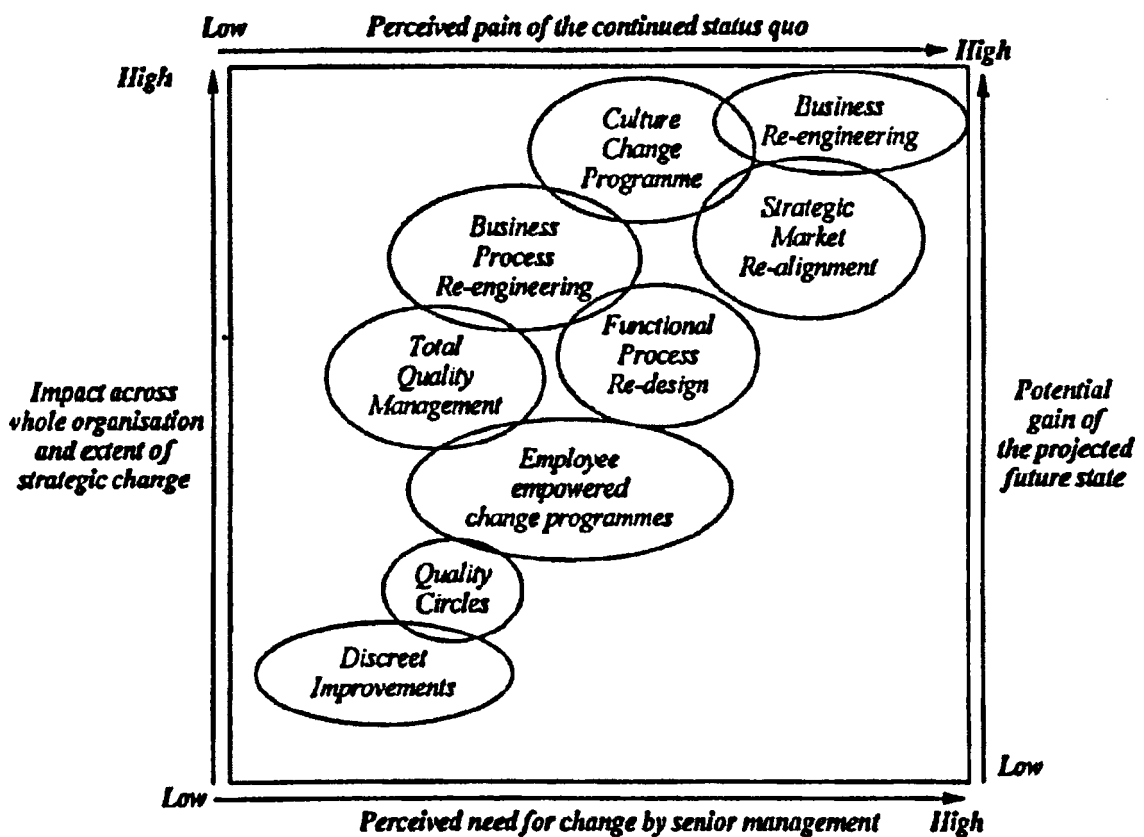 Low
Perceived pain of the continued status quo
High
High
Culture
Change
Programme
Business
Re-engineering
Business
Process
Re-engineering
Strategic
Market
Re-alignment
Total
Quality
Management
Functional
Process
Re-design
Impact across
whole organisation
and extent of
strategic change
Potential
gain of
the projected
future state
Employee
empowered
change programmes
Quality
Circles
Discreet
Improvements
Low
Low
Perceived need for change by senior management
High